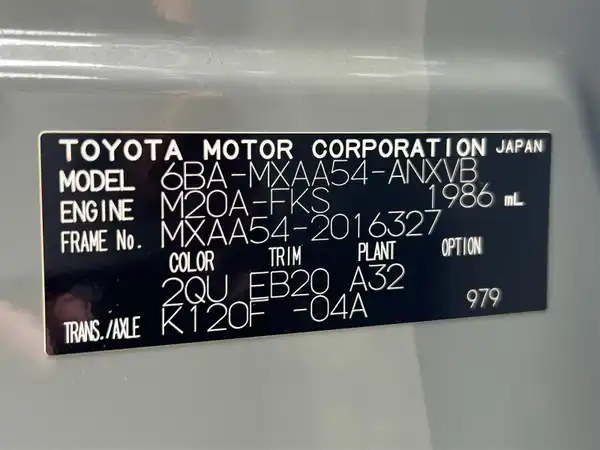 TOYOTA MOTOR CORPORATION JAPAN
MODEL 6BA-MXAA54-ANXVB
ENGINE M20A-FKS 1986 mL
FRAME No. MXAA54-2016327
COLOR TRIM PLANT OPTION
2QU EB20 A32
TRANS./AXLE K120F -04A 979